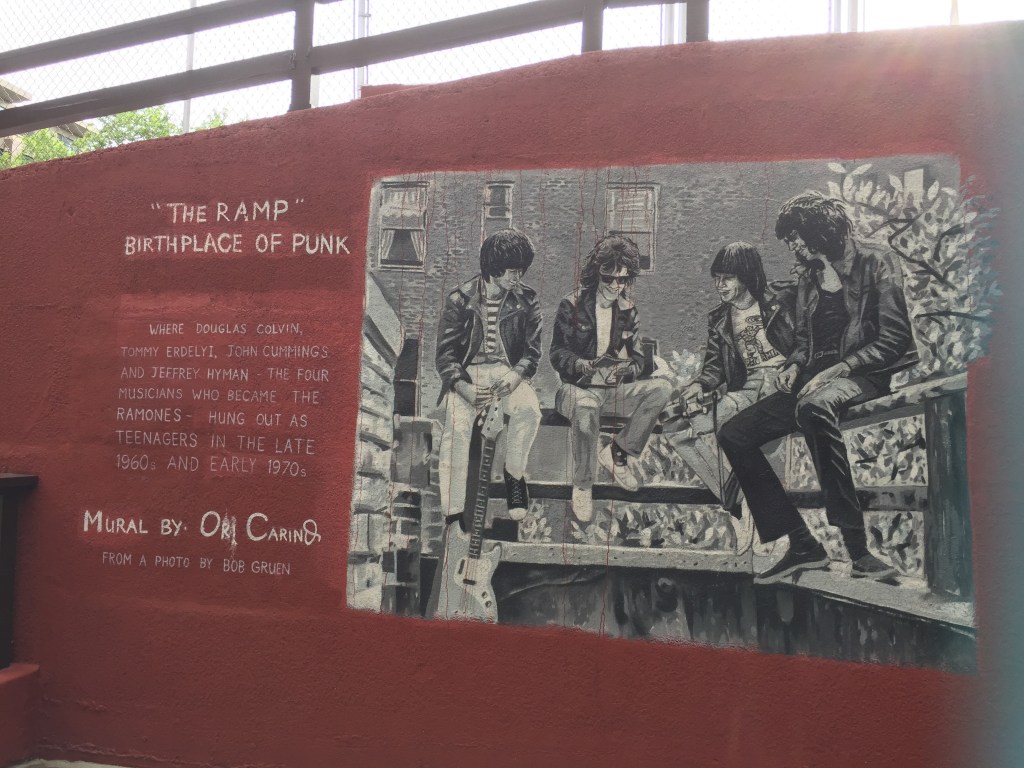 "THE RAMP"
BIRTHPLACE OF PUNK
WHERE DOUGLAS COLVIN,
TOMMY ERDELYI, JOHN CUMMINGS
AND JEFFREY HYMAN - THE FOUR
MUSICIANS WHO BECAME THE
RAMONES - HUNG OUT AS
TEENAGERS IN THE LATE
1960s AND EARLY 1970s
MURAL BY: ORI CARINO
FROM A PHOTO BY BOB GRUEN